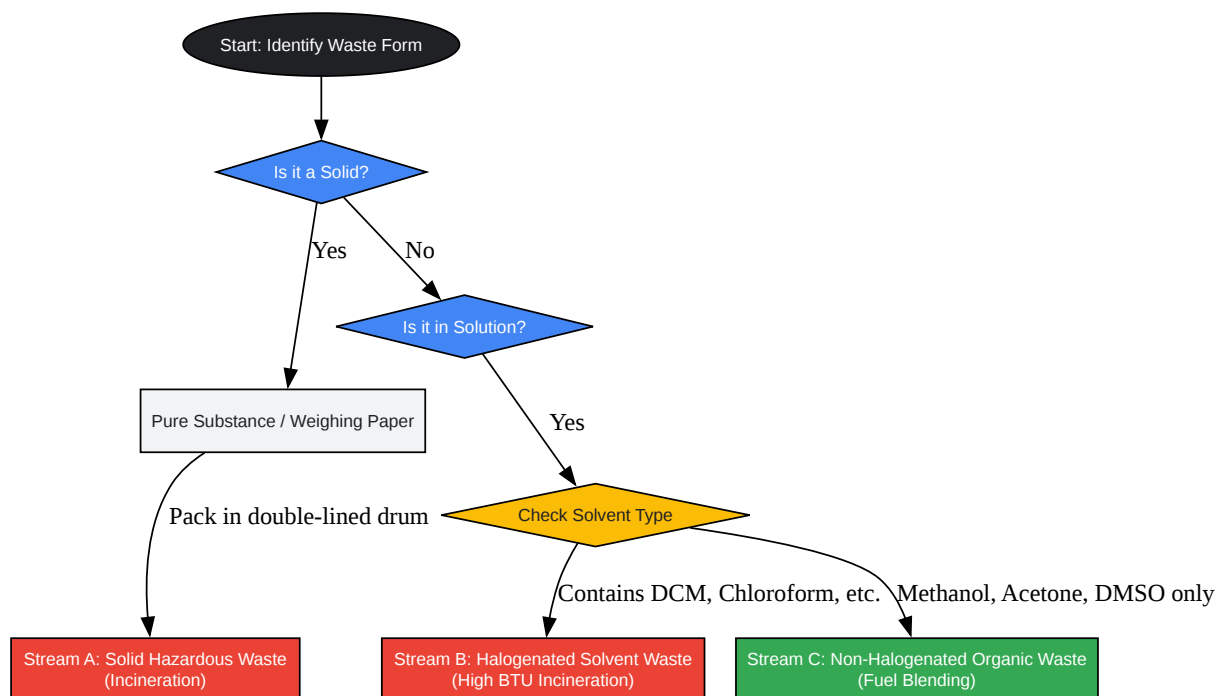 Start: Identify Waste Form
Is it a Solid?
Yes
No
Is it in Solution?
Pure Substance / Weighing Paper
Yes
Pack in double-lined drum
Check Solvent Type
Contains DCM, Chloroform, etc.
Methanol, Acetone, DMSO only
Stream A: Solid Hazardous Waste
(Incineration)
Stream B: Halogenated Solvent Waste
(High BTU Incineration)
Stream C: Non-Halogenated Organic Waste
(Fuel Blending)